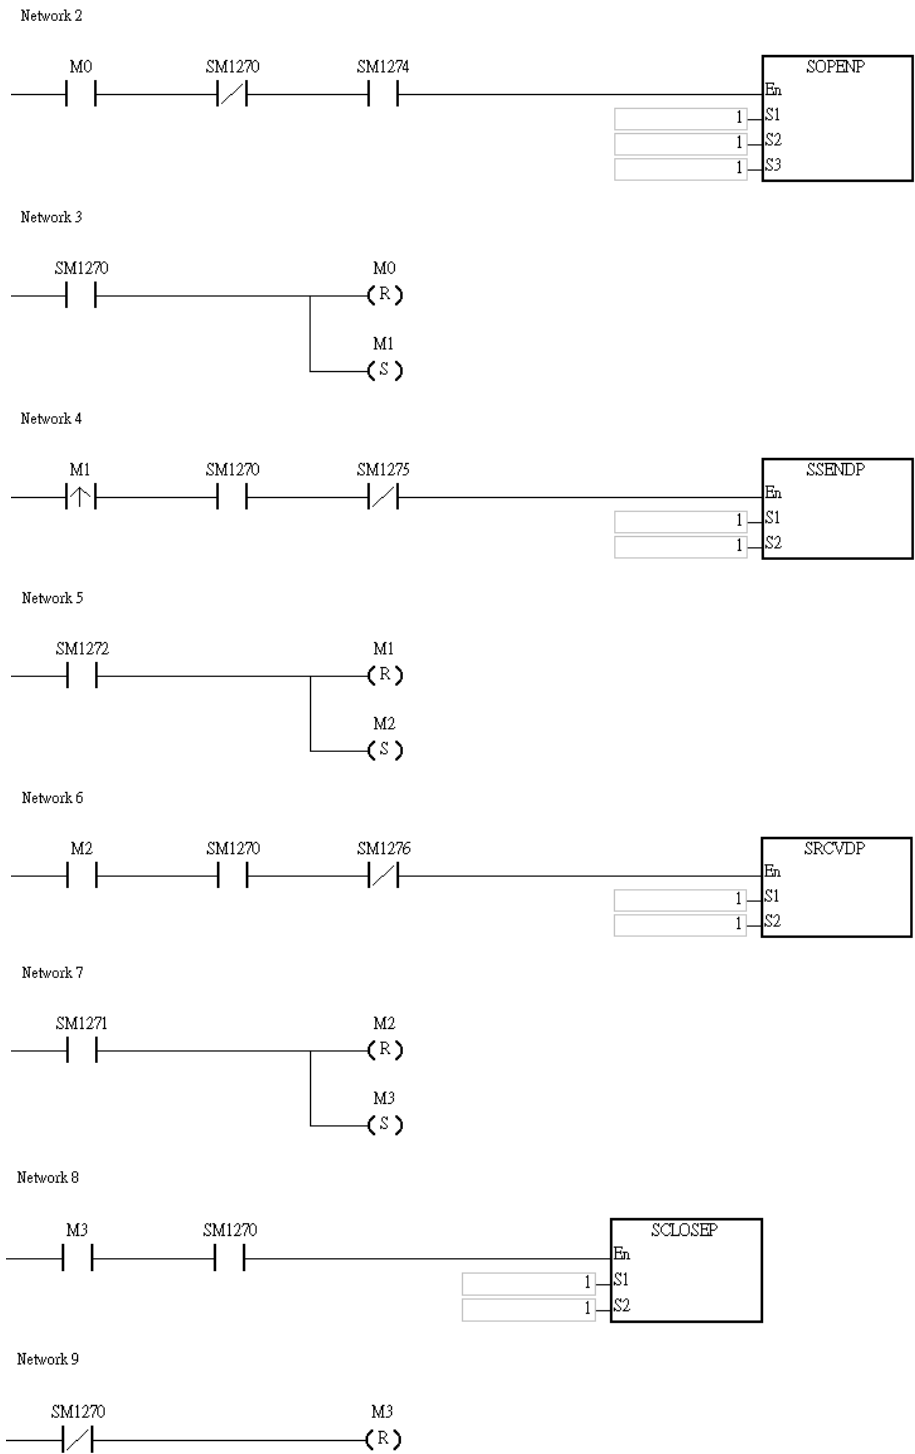 Network 2
M0 SM1270 SM1274 SOPENP
En
1 S1
1 S2
1 S3
Network 3
SM1270 M0
R
M1
S
Network 4
M1 SM1270 SM1275 SSENDP
En
1 S1
1 S2
Network 5
SM1272 M1
R
M2
S
Network 6
M2 SM1270 SM1276 SRCVDP
En
1 S1
1 S2
Network 7
SM1271 M2
R
M3
S
Network 8
M3 SM1270 SCLOSEP
En
1 S1
1 S2
Network 9
SM1270 M3
R